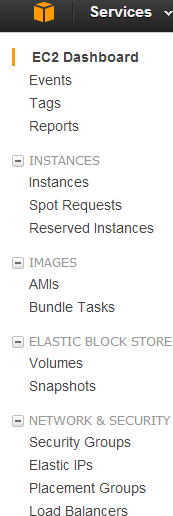 Services
EC2 Dashboard
Events
Tags
Reports
INSTANCES
Instances
Spot Requests
Reserved Instances
IMAGES
AMIs
Bundle Tasks
ELASTIC BLOCK STORE
Volumes
Snapshots
NETWORK & SECURITY
Security Groups
Elastic IPs
Placement Groups
Load Balancers